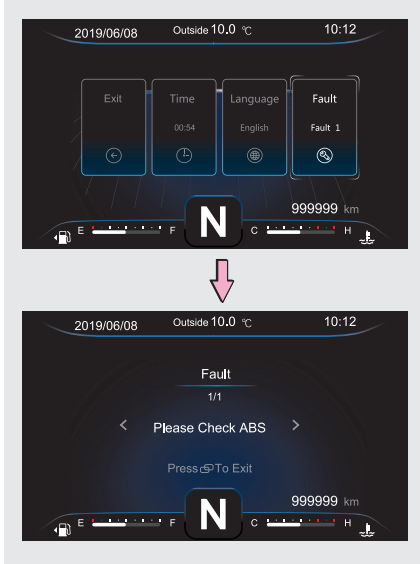 2019/06/08 Outside 10.0 ℃ 10:12
Exit Time Language Fault
00:54 English Fault 1
999999 km
E F N C H
2019/06/08 Outside 10.0 ℃ 10:12
Fault
1/1
< Please Check ABS >
Press To Exit
999999 km
E F N C H